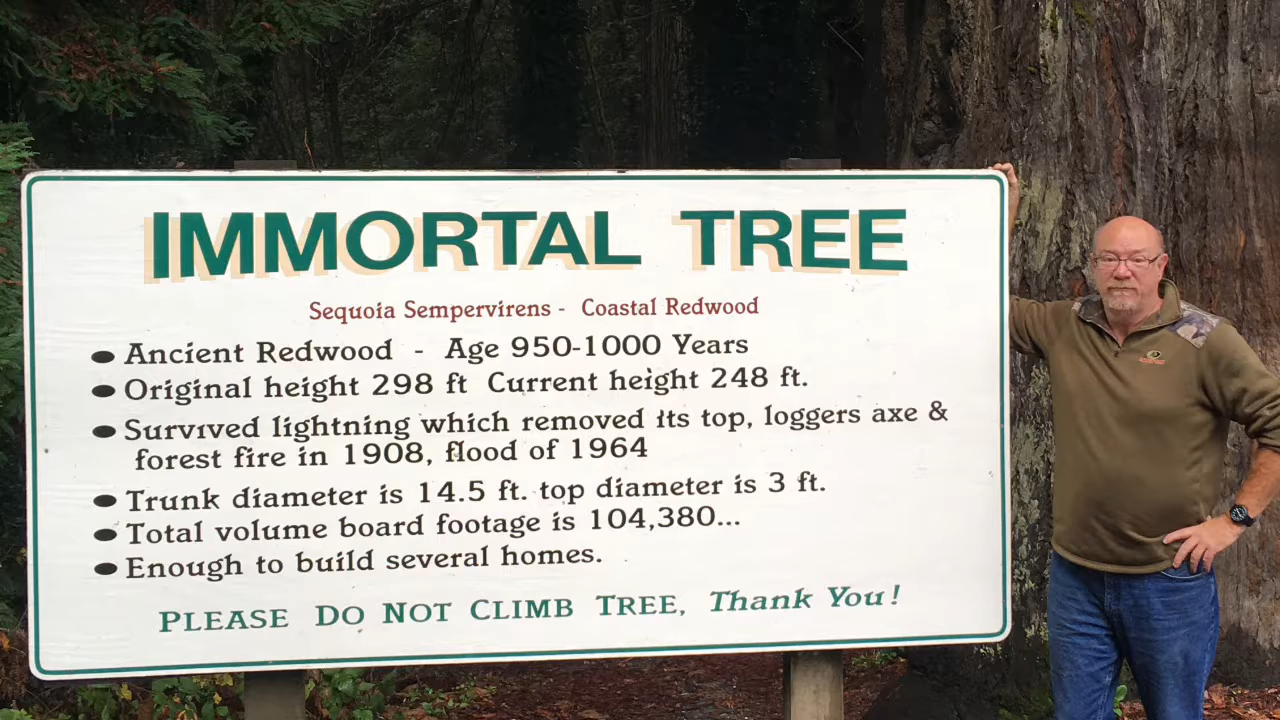 IMMORTAL TREE
Sequoia Sempervirens - Coastal Redwood
● Ancient Redwood - Age 950-1000 Years
● Original height 298 ft Current height 248 ft.
● Survived lightning which removed its top, loggers axe &
forest fire in 1908, flood of 1964
● Trunk diameter is 14.5 ft. top diameter is 3 ft.
● Total volume board footage is 104,380...
● Enough to build several homes.
PLEASE DO NOT CLIMB TREE, Thank You!